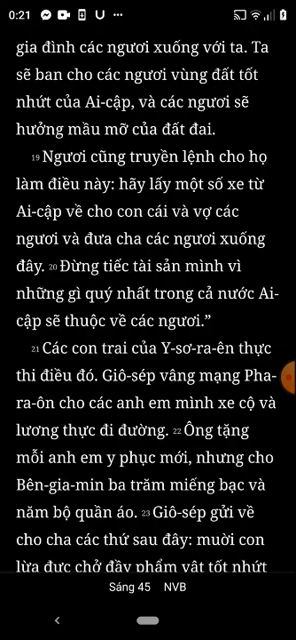 0:21
gia đình các ngươi xuống với ta. Ta
sẽ ban cho các ngươi vùng đất tốt
nhứt của Ai-cập, và các ngươi sẽ
hưởng mầu mỡ của đất đai.
19 Ngươi cũng truyền lệnh cho họ
làm điều này: hãy lấy một số xe từ
Ai-cập về cho con cái và vợ các
ngươi và đưa cha các ngươi xuống
đây. 20 Đừng tiếc tài sản mình vì
những gì quý nhất trong cả nước Ai-
cập sẽ thuộc về các ngươi.”
21 Các con trai của Y-sơ-ra-ên thực
thi điều đó. Giô-sép vâng mạng Pha-
ra-ôn cho các anh em mình xe cộ và
lương thực đi đường. 22 Ông tặng
mỗi anh em y phục mới, nhưng cho
Bên-gia-min ba trăm miếng bạc và
năm bộ quần áo. 23 Giô-sép gửi về
cho cha các thứ sau đây: mười con
lừa đực chở đầy phẩm vật tốt nhứt
Sáng 45 NVB